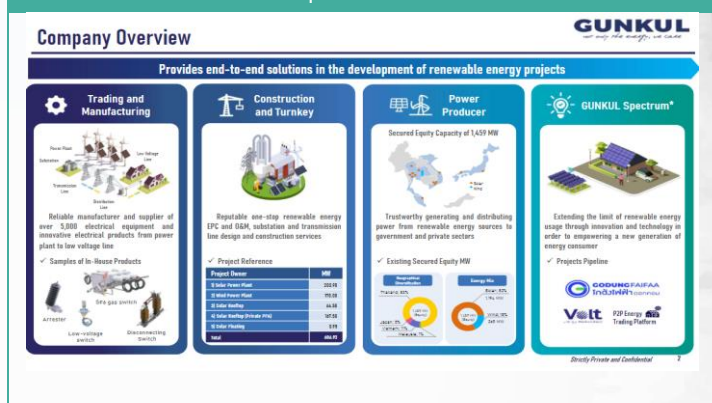 GUNKUL
Company Overview
Provides end-to-end solutions in the development of renewable energy projects
Trading and
Manufacturing
Power Plant
Substation
Low Voltage
Line
Transmission
Line
Distribution
Line
Reliable manufacturer and supplier of
over 5,000 electrical equipment and
innovative electrical products from power
plant to low voltage line
✓ Samples of In-House Products
SF6 gas switch
Arrester
Low-voltage
switch
Disconnecting
Switch
Construction
and Turnkey
Reputable one-stop renewable energy
EPC and O&M, substation and transmission
line design and construction services
✓ Project Reference
Project Owner MW
1) Solar Power Plant
2) Wind Power Plant
3) Solar Rooftop
4) Solar Rooftop (Private PPA)
5) Solar Floating
Total
Power
Producer
Secured Equity Capacity of 1,459 MW
Solar
Wind
Trustworthy generating and distributing
power from renewable energy sources to
government and private sectors
✓ Existing Secured Equity MW
Geographical
Diversification
Energy Mix
GUNKUL Spectrum*
Extending the limit of renewable energy
usage through innovation and technology in
order to empowering a new generation of
energy consumer
✓ Projects Pipeline
GODUNGFAIFAA
Volt
P2P Energy
Trading Platform
Strictly Private and Confidential 2